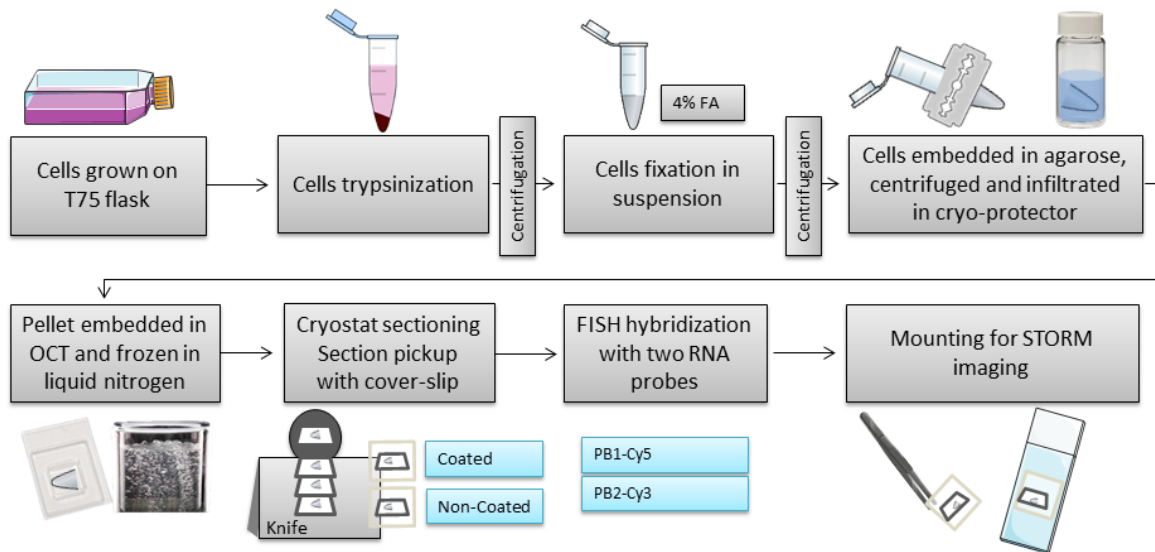 4% FA
Cells grown on
T75 flask
Cells trypsinization
Centrifugation
Cells fixation in
suspension
Centrifugation
Cells embedded in agarose,
centrifuged and infiltrated
in cryo-protector
Pellet embedded in
OCT and frozen in
liquid nitrogen
Cryostat sectioning
Section pickup
with cover-slip
FISH hybridization
with two RNA
probes
Mounting for STORM
imaging
Knife
Coated
Non-Coated
PB1-Cy5
PB2-Cy3